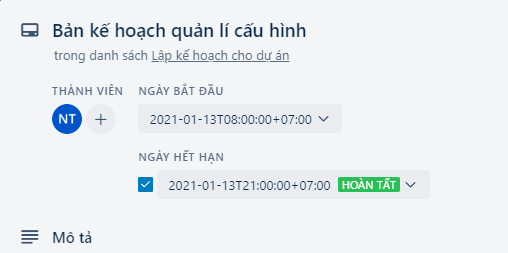 Bản kế hoạch quản lí cấu hình
trong danh sách Lập kế hoạch cho dự án
THÀNH VIÊN
NT +
NGÀY BẮT ĐẦU
2021-01-13T08:00:00+07:00
NGÀY HẾT HẠN
2021-01-13T21:00:00+07:00 HOÀN TẤT
Mô tả